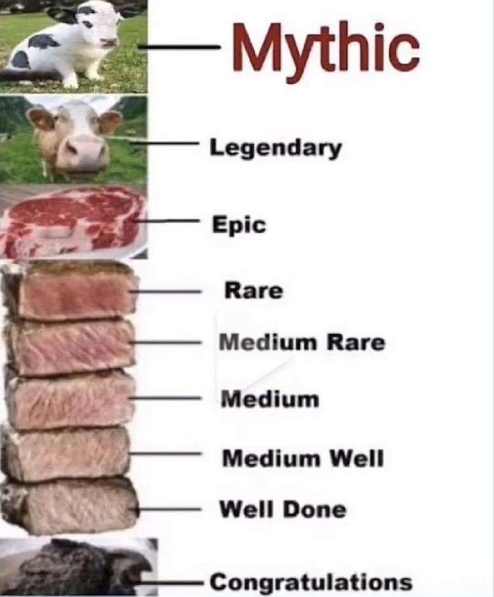 Mythic
Legendary
Epic
Rare
Medium Rare
Medium
Medium Well
Well Done
Congratulations